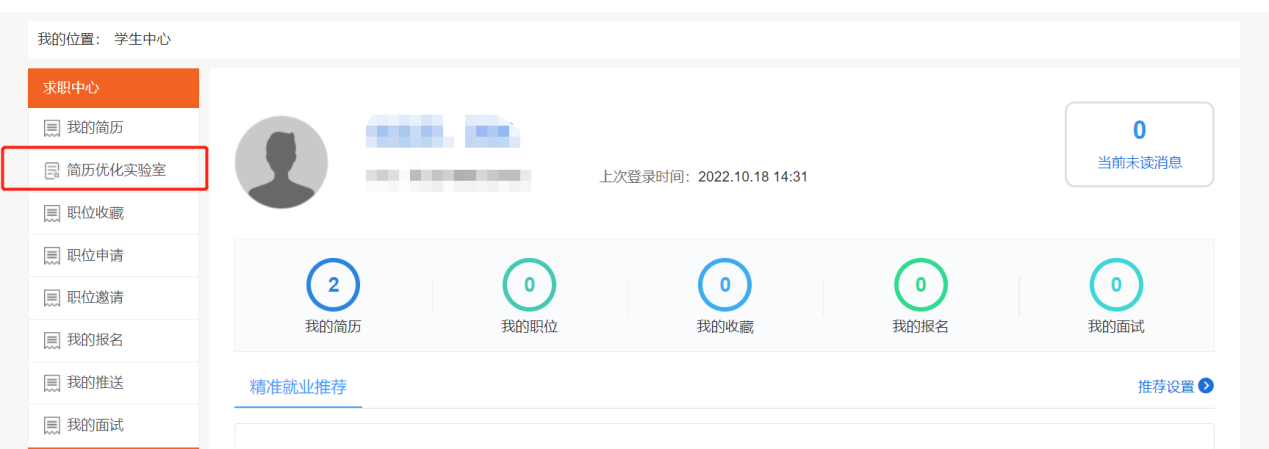 我的位置： 学生中心
求职中心
我的简历
简历优化实验室
职位收藏
职位申请
职位邀请
我的报名
我的推送
我的面试
上次登录时间：2022.10.18 14:31
0
当前未读消息
2
我的简历
0
我的职位
0
我的收藏
0
我的报名
0
我的面试
精准就业推荐
推荐设置